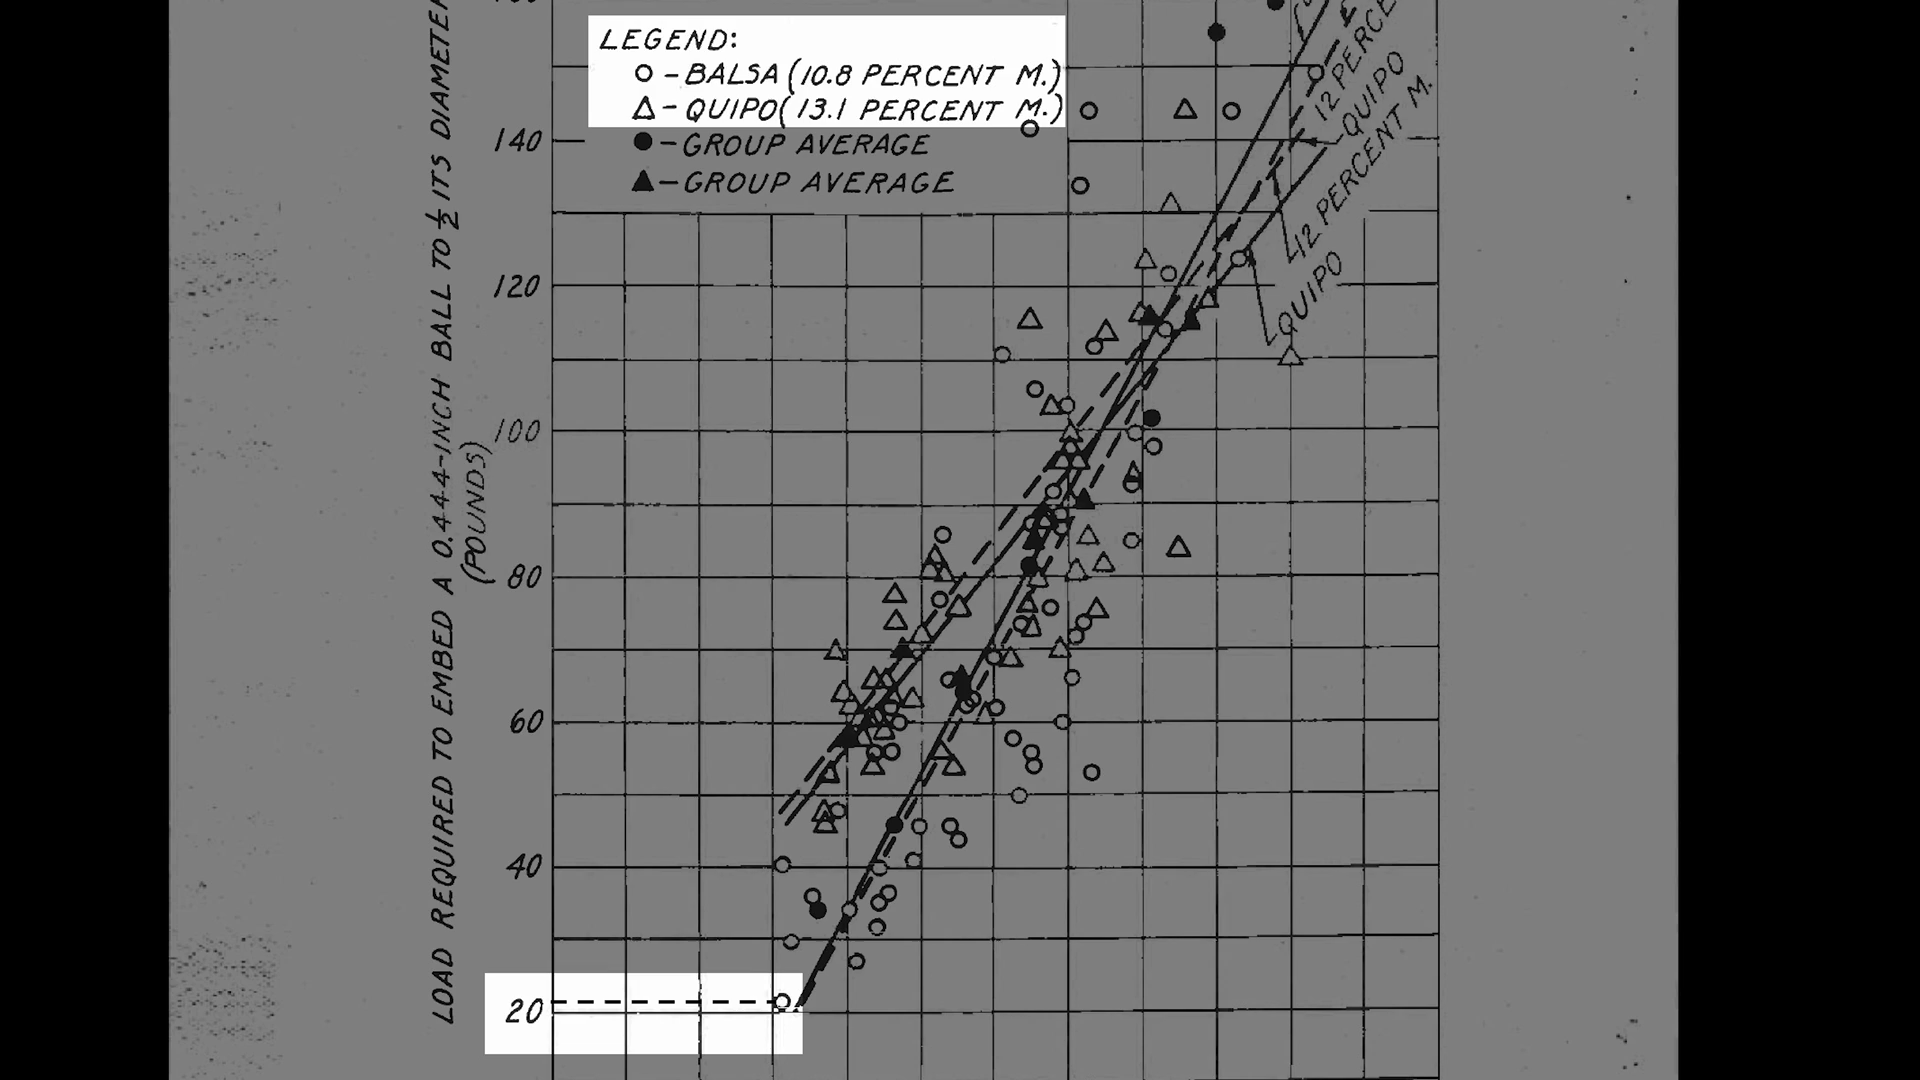 LEGEND:
O - BALSA (10.8 PERCENT M.)
△ - QUIPO (13.1 PERCENT M.)
● - GROUP AVERAGE
▲ - GROUP AVERAGE
LOAD REQUIRED TO EMBED A 0.444-INCH BALL TO ½ ITS DIAMETER
(POUNDS)
140
120
100
80
60
40
20
12 PERCE
QUIPO
12 PERCENT M.
QUIPO